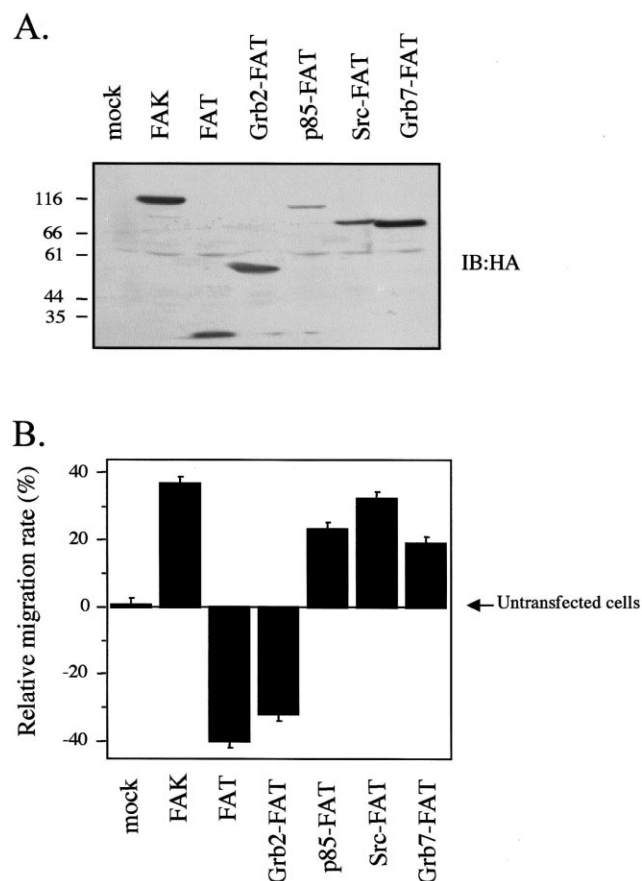 A.
mock
FAK
FAT
Grb2-FAT
p85-FAT
Src-FAT
Grb7-FAT
116
66
61
44
35
IB:HA
B.
Relative migration rate (%)
40
20
0
-20
-40
Untransfected cells
mock
FAK
FAT
Grb2-FAT
p85-FAT
Src-FAT
Grb7-FAT